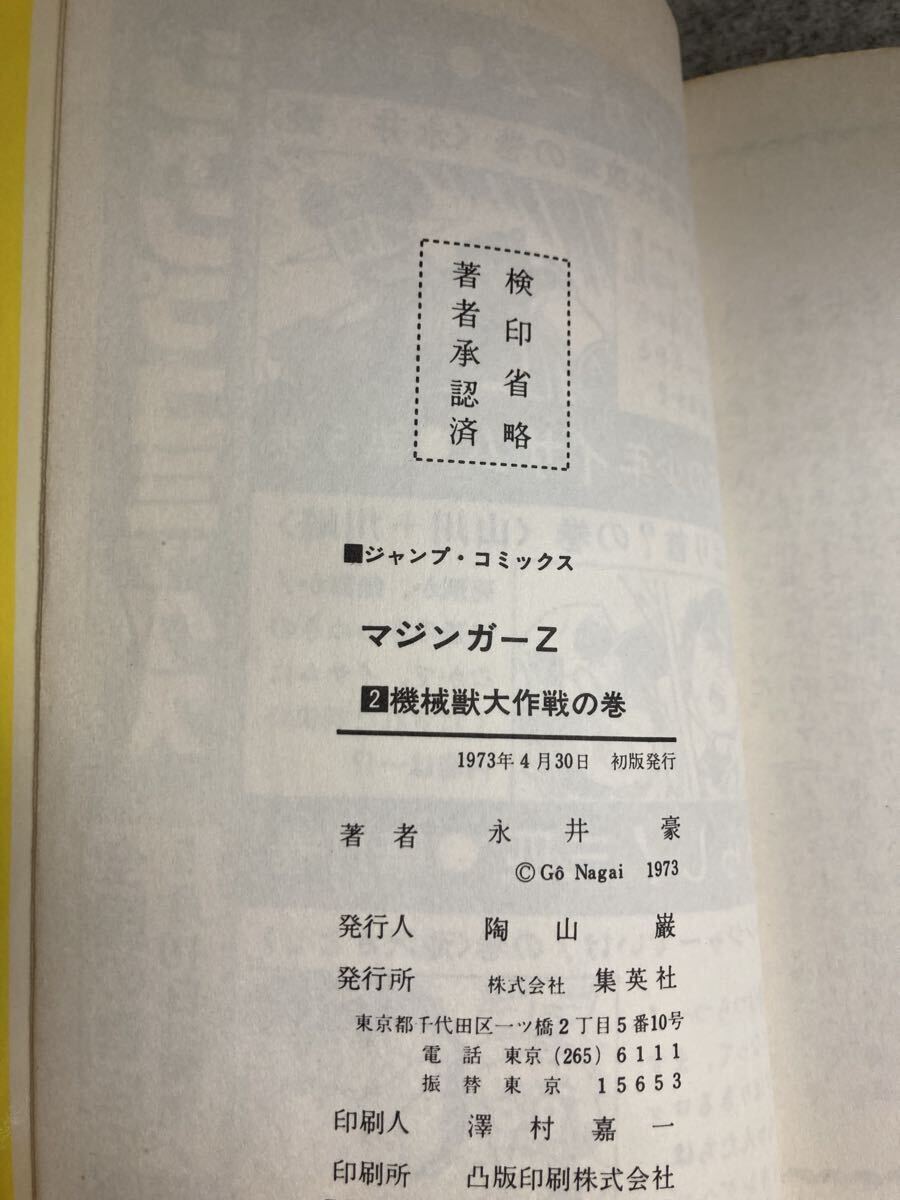 検印省略
著者承認済
■ジャンプ・コミックス
マジンガーZ
2機械獣大作戦の巻
1973年4月30日 初版発行
著者 永井豪
©Gô Nagai 1973
発行人 陶山巌
発行所 株式会社 集英社
東京都千代田区一ツ橋2丁目5番10号
電話 東京(265)6111
振替東京 15653
印刷人 澤村嘉一
印刷所 凸版印刷株式会社